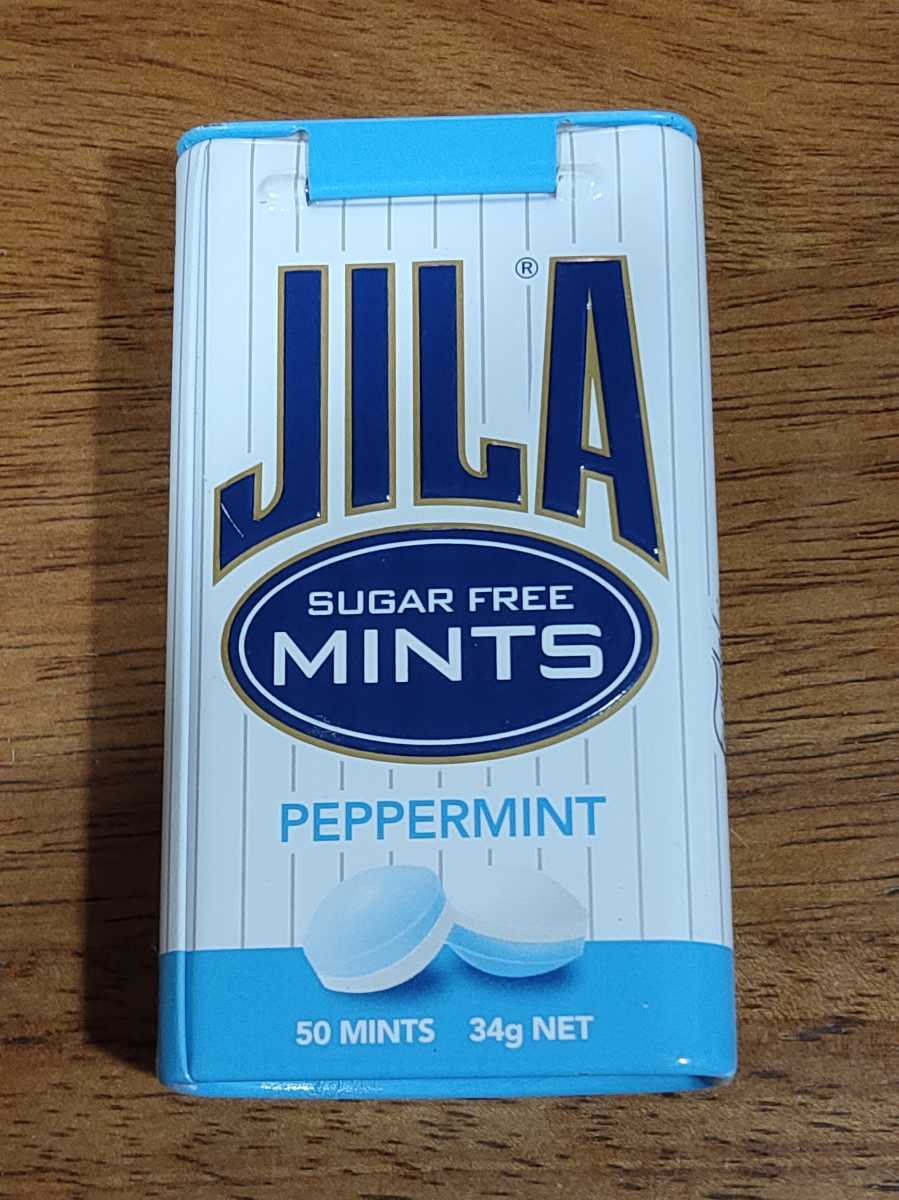 JILA®
SUGAR FREE
MINTS
PEPPERMINT
50 MINTS 34g NET